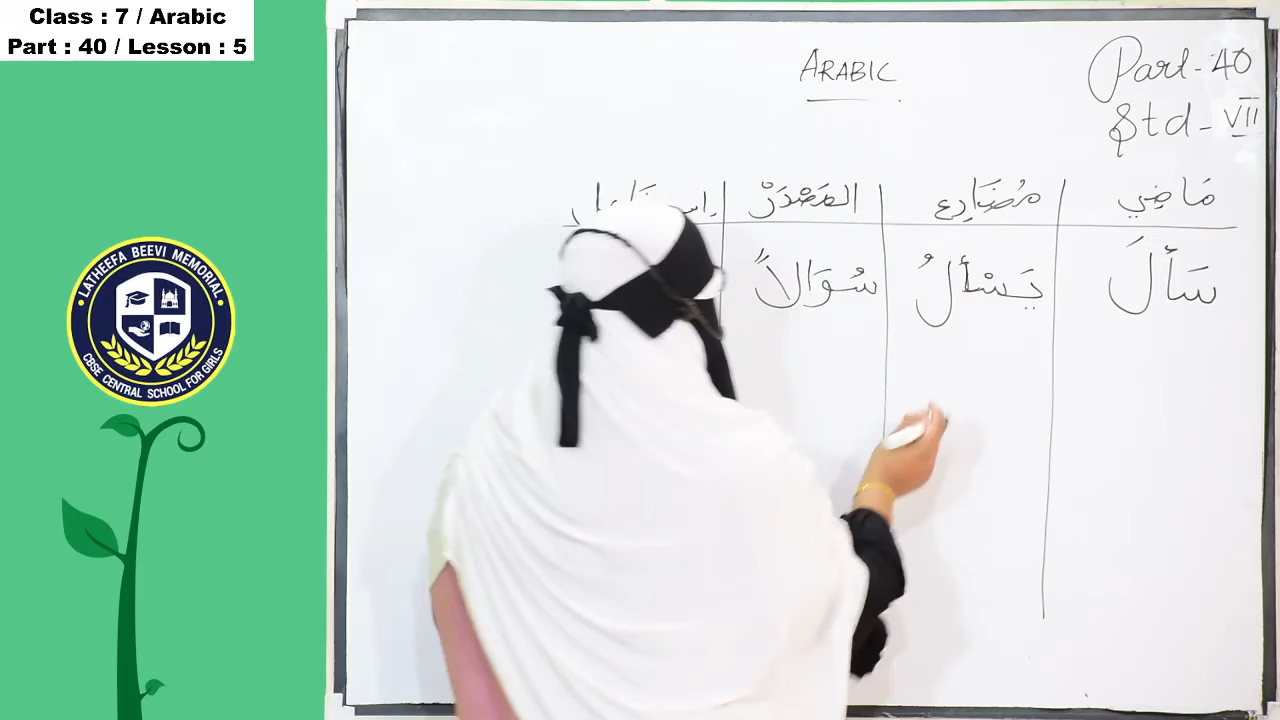 Class : 7 / Arabic
Part : 40 / Lesson : 5
ARABIC
Part - 40
Std - VII
مَاضِي مُضَارِع المَصْدَرْ
سَأَلَ يَسْأَلُ سُوَالاً
LATHEEFA BEEVI MEMORIAL
CBSE CENTRAL SCHOOL FOR GIRLS